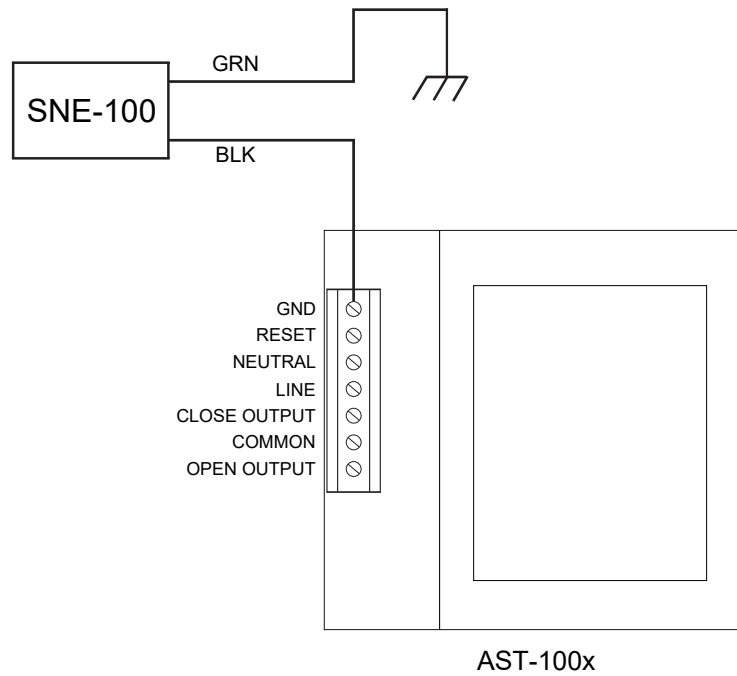 GRN
SNE-100
BLK
GND
RESET
NEUTRAL
LINE
CLOSE OUTPUT
COMMON
OPEN OUTPUT
AST-100x